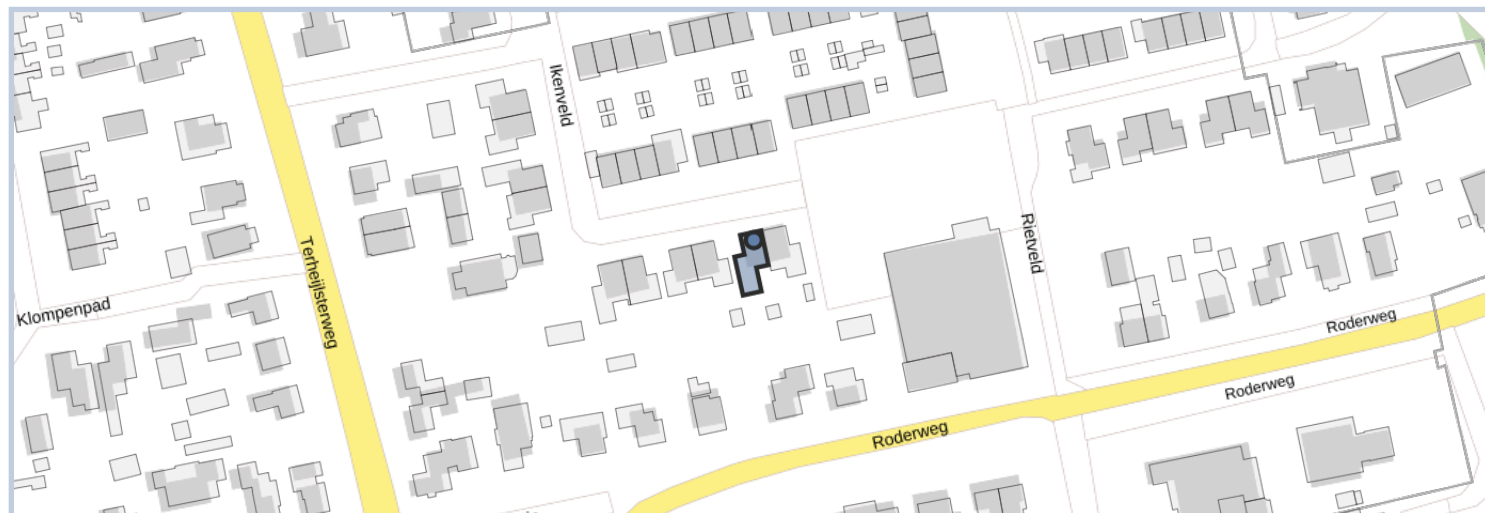 Ikenveld
Rietveld
Terheijlsterweg
Klompenpad
Roderweg
Roderweg
Roderweg